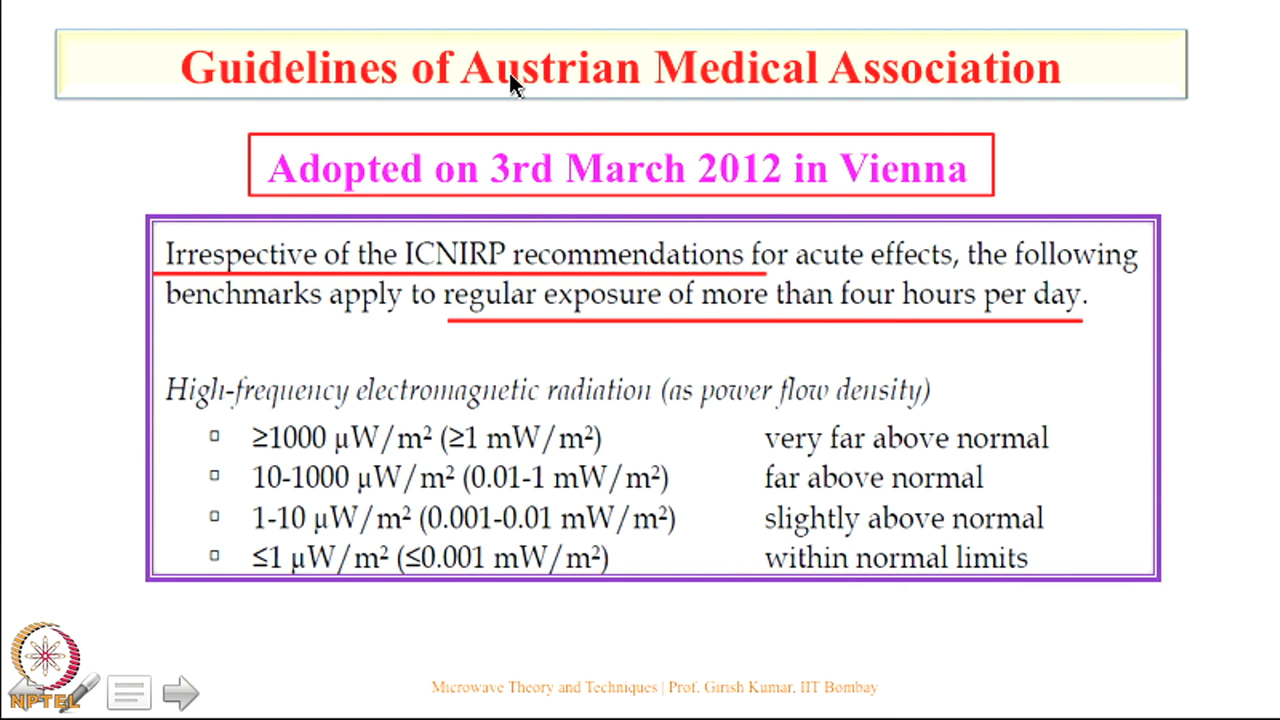 Guidelines of Austrian Medical Association
Adopted on 3rd March 2012 in Vienna
Irrespective of the ICNIRP recommendations for acute effects, the following
benchmarks apply to regular exposure of more than four hours per day.
High-frequency electromagnetic radiation (as power flow density)
≥1000 µW/m² (≥1 mW/m²) very far above normal
10-1000 µW/m² (0.01-1 mW/m²) far above normal
1-10 µW/m² (0.001-0.01 mW/m²) slightly above normal
≤1 µW/m² (≤0.001 mW/m²) within normal limits
NPTEL
Microwave Theory and Techniques | Prof. Girish Kumar, IIT Bombay